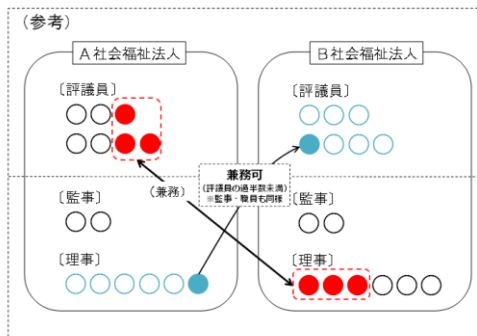 （参考）
Ａ社会福祉法人
Ｂ社会福祉法人
〔評議員〕
〔評議員〕
兼務可
(評議員の過半数未満)
※監事・職員も同様
（兼務）
〔監事〕
〔監事〕
〔理事〕
〔理事〕